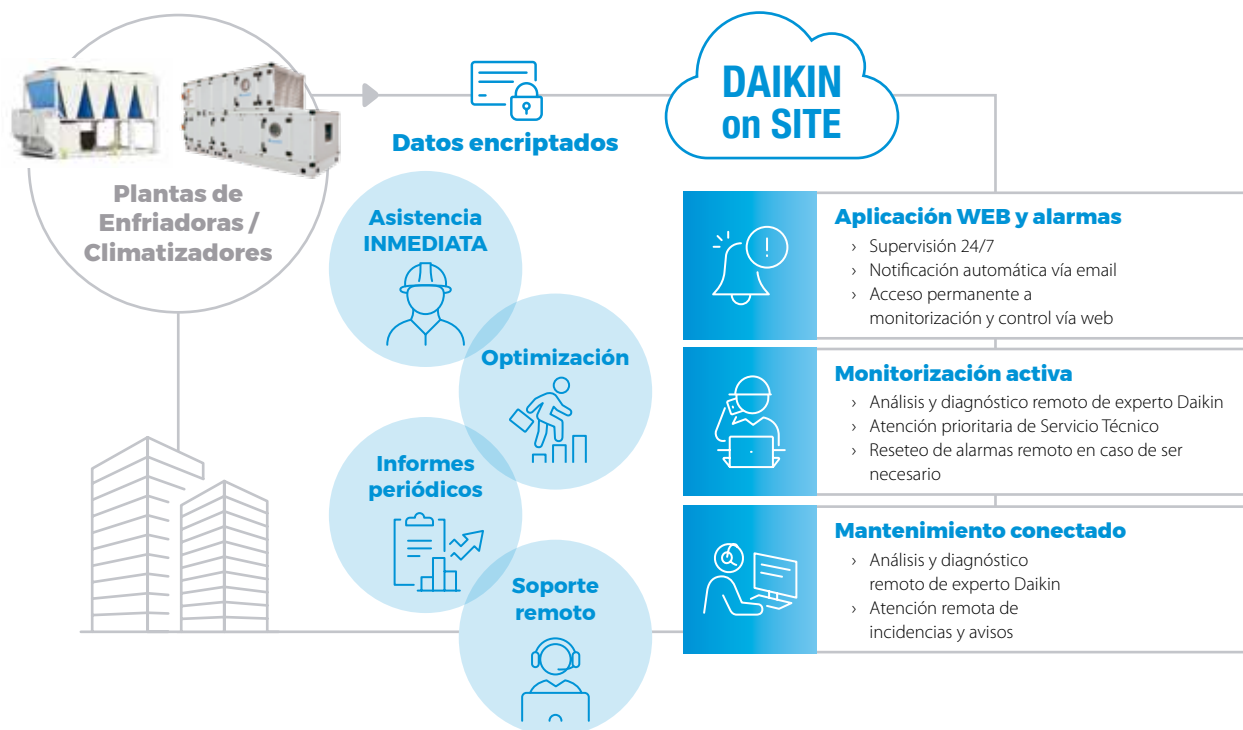 DAIKIN
on SITE
Datos encriptados
Plantas de
Enfriadoras /
Climatizadores
Asistencia
INMEDIATA
Optimización
Informes
periódicos
Soporte
remoto
Aplicación WEB y alarmas
› Supervisión 24/7
› Notificación automática vía email
› Acceso permanente a
monitorización y control vía web
Monitorización activa
› Análisis y diagnóstico remoto de experto Daikin
› Atención prioritaria de Servicio Técnico
› Reseteo de alarmas remoto en caso de ser
necesario
Mantenimiento conectado
› Análisis y diagnóstico
remoto de experto Daikin
› Atención remota de
incidencias y avisos